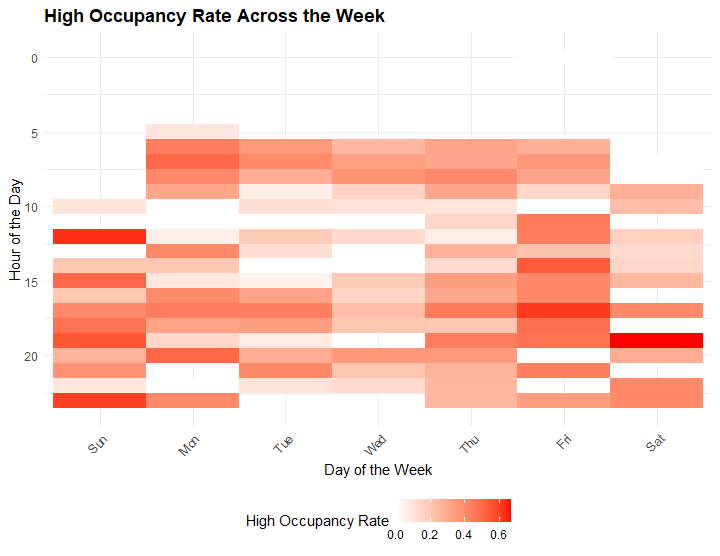 High Occupancy Rate Across the Week
0
5
10
15
20
Hour of the Day
Sun
Mon
Tue
Wed
Thu
Fri
Sat
Day of the Week
High Occupancy Rate
0.0 0.2 0.4 0.6